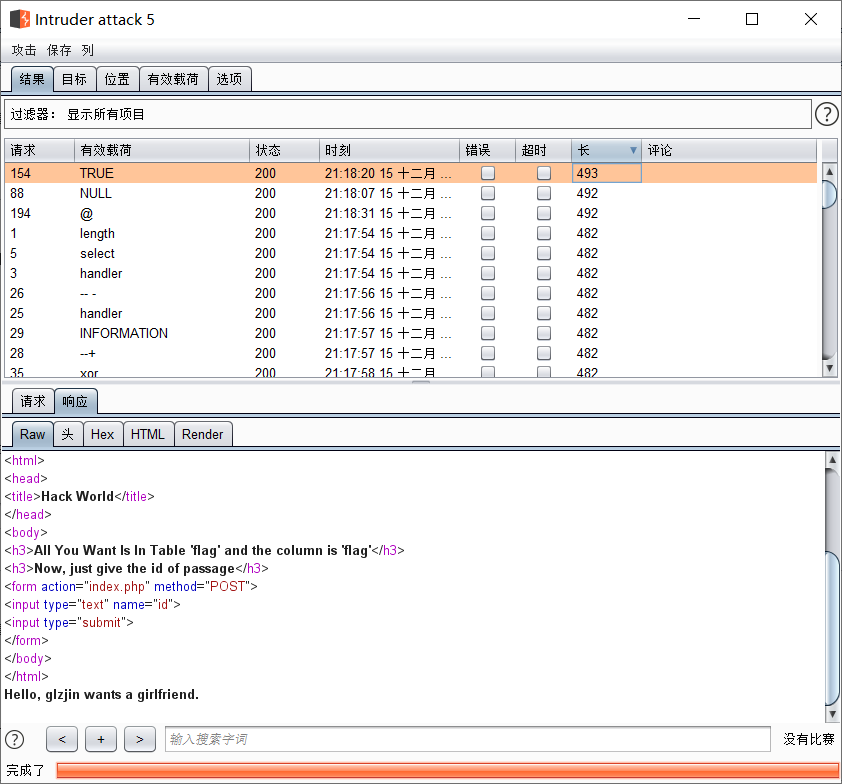 Intruder attack 5
攻击 保存 列
结果 目标 位置 有效载荷 选项
过滤器： 显示所有项目
?
请求 有效载荷 状态 时刻 错误 超时 长 评论
154 TRUE 200 21:18:20 15 十二月 ... 493
88 NULL 200 21:18:07 15 十二月 ... 492
194 @ 200 21:18:31 15 十二月 ... 492
1 length 200 21:17:54 15 十二月 ... 482
5 select 200 21:17:54 15 十二月 ... 482
3 handler 200 21:17:54 15 十二月 ... 482
26 -- - 200 21:17:56 15 十二月 ... 482
25 handler 200 21:17:56 15 十二月 ... 482
29 INFORMATION 200 21:17:57 15 十二月 ... 482
28 --+ 200 21:17:57 15 十二月 ... 482
35 xor 200 21:17:58 15 十二月 482
请求 响应
Raw 头 Hex HTML Render
<html>
<head>
<title>Hack World</title>
</head>
<body>
<h3>All You Want Is In Table 'flag' and the column is 'flag'</h3>
<h3>Now, just give the id of passage</h3>
<form action="index.php" method="POST">
<input type="text" name="id">
<input type="submit">
</form>
</body>
</html>
Hello, glzjin wants a girlfriend.
? < + > 输入搜索字词 没有比赛
完成了